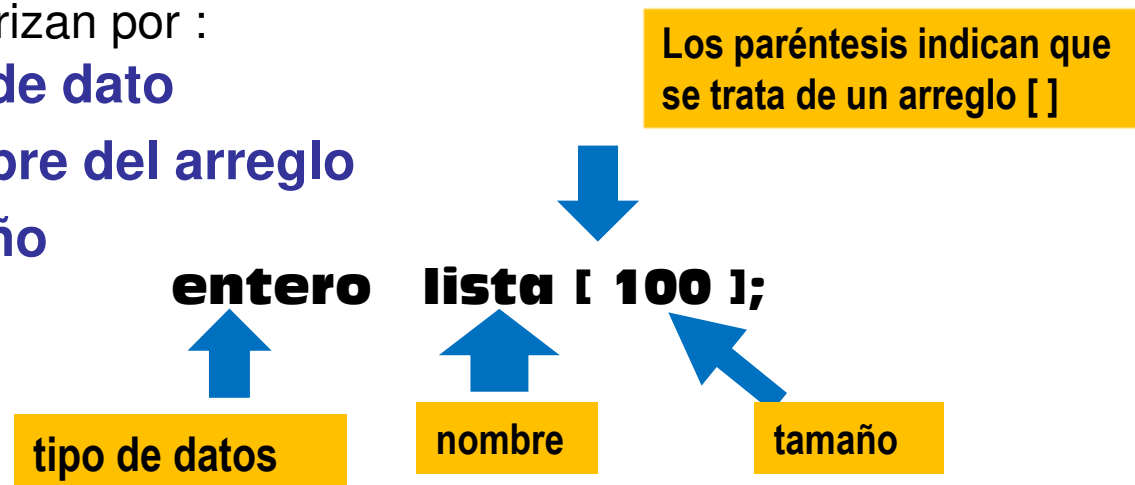 rizan por :
de dato
bre del arreglo
ño
Los paréntesis indican que
se trata de un arreglo [ ]
entero lista [ 100 ];
tipo de datos
nombre
tamaño